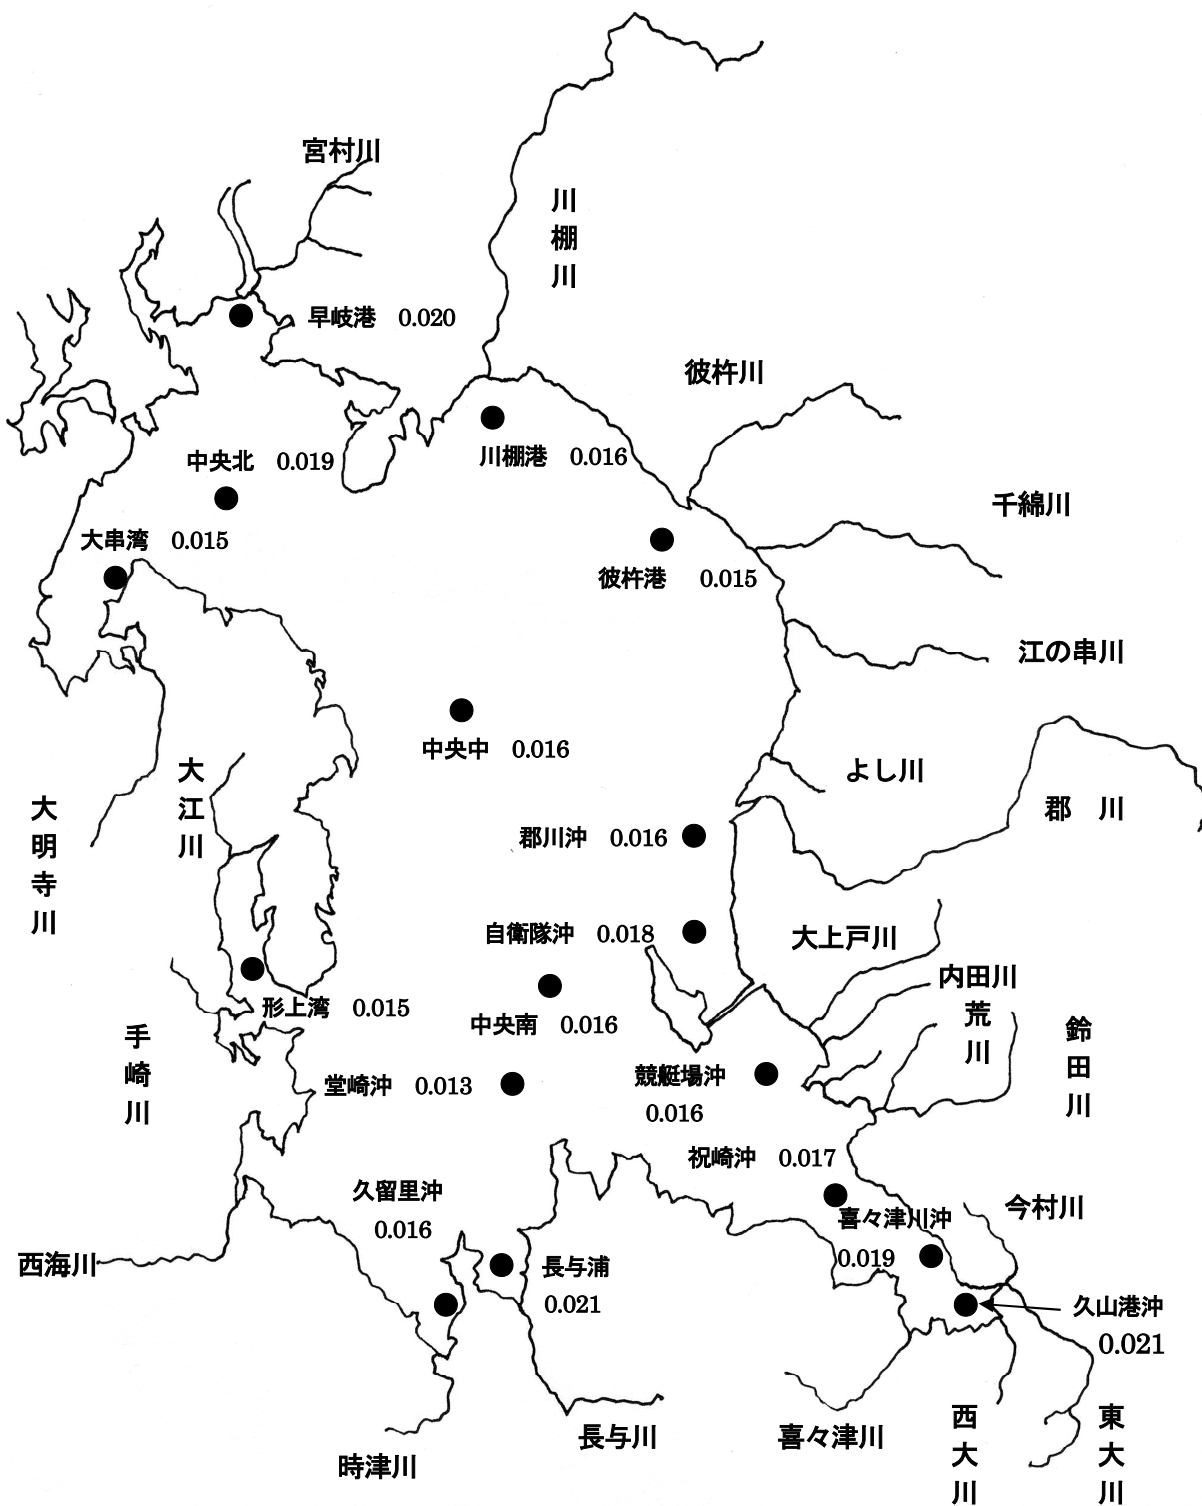 宮村川
川棚川
早岐港 0.020
彼杵川
川棚港 0.016
中央北 0.019
千綿川
大串湾 0.015
彼杵港 0.015
江の串川
中央中 0.016
よし川
大江川
大明寺川
郡 川
郡川沖 0.016
自衛隊沖 0.018
大上戸川
内田川
形上湾 0.015
中央南 0.016
荒川
鈴田川
手崎川
堂崎沖 0.013
競艇場沖
0.016
祝崎沖 0.017
久留里沖
0.016
喜々津川沖
0.019
今村川
西海川
長与浦
0.021
久山港沖
0.021
時津川
長与川
喜々津川
西大川
東大川